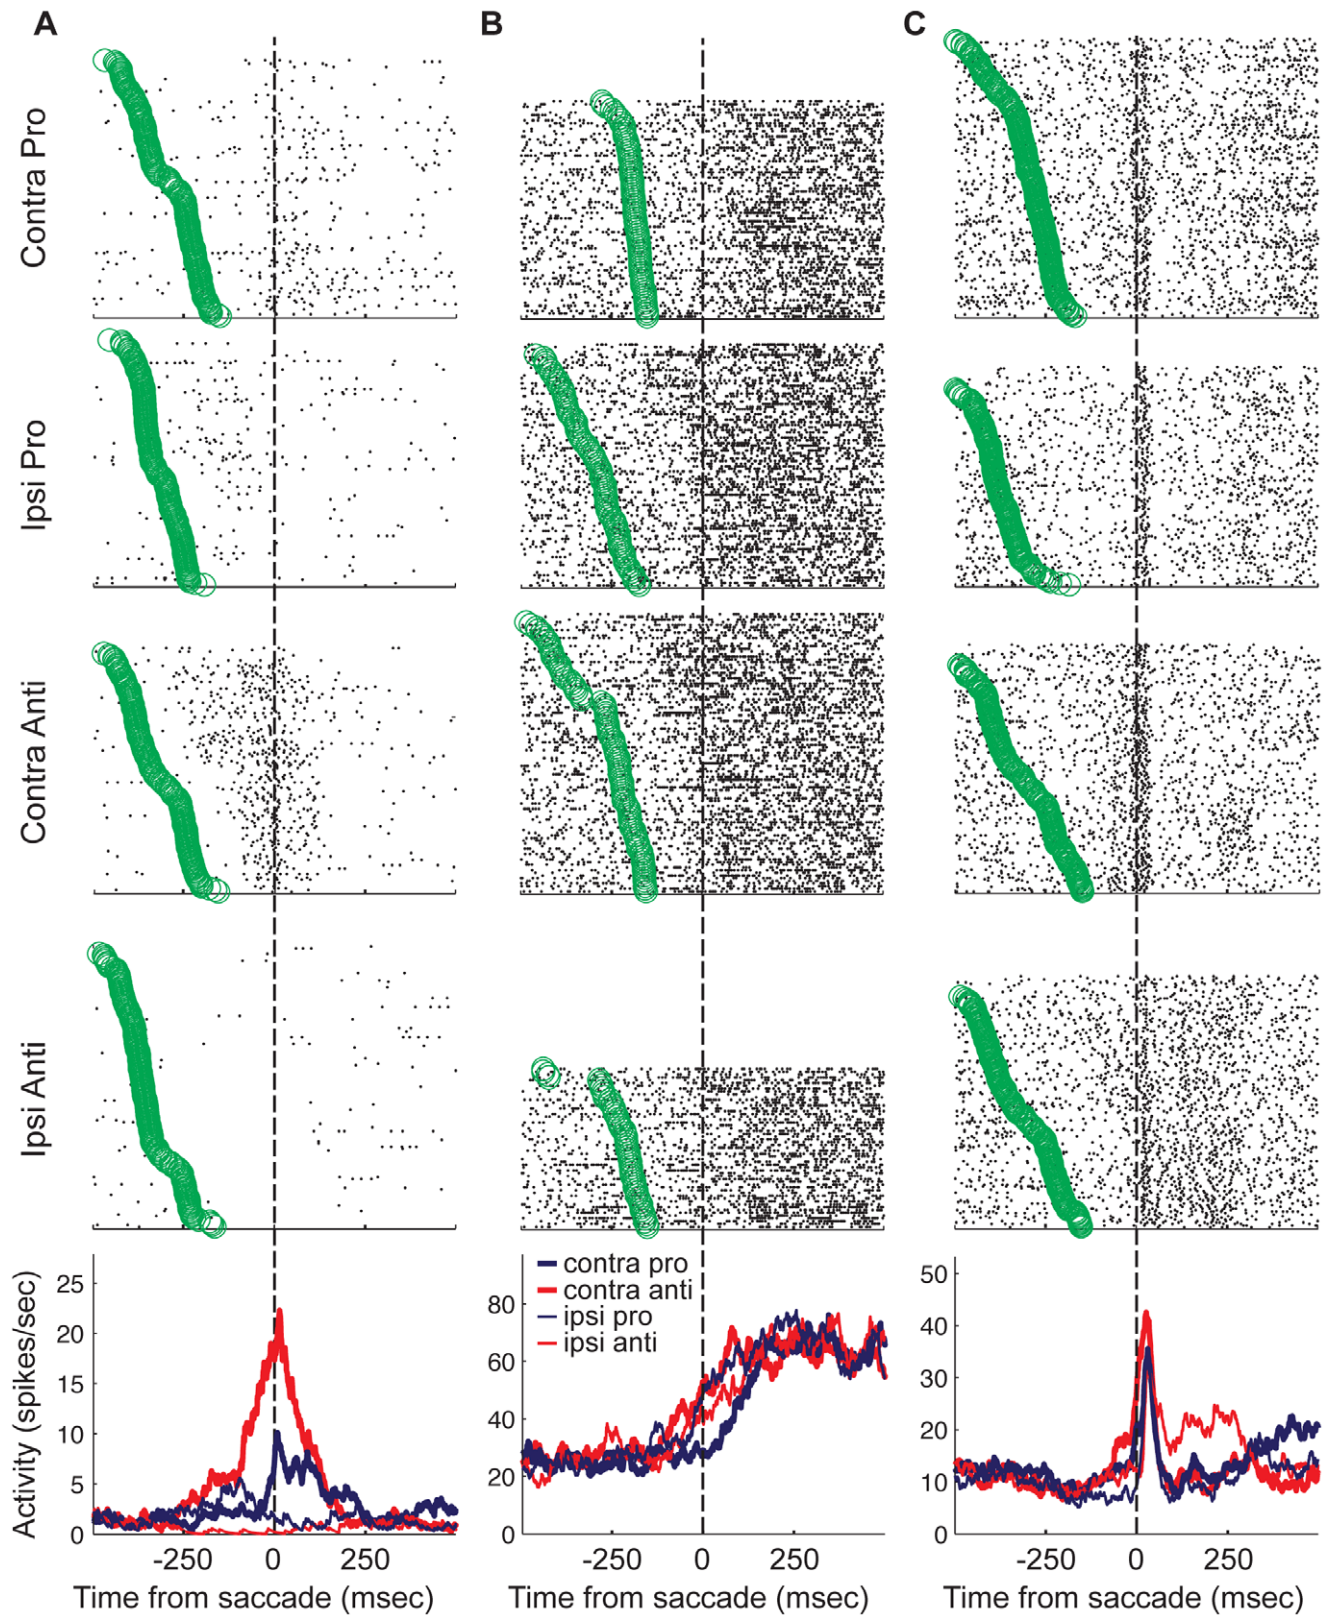 A B C
Contra Pro
Ipsi Pro
Contra Anti
Ipsi Anti
Activity (spikes/sec)
25
20
15
10
5
0
-250 0 250
Time from saccade (msec)
contra pro
contra anti
ipsi pro
ipsi anti
80
60
40
20
0
-250 0 250
Time from saccade (msec)
50
40
30
20
10
0
-250 0 250
Time from saccade (msec)